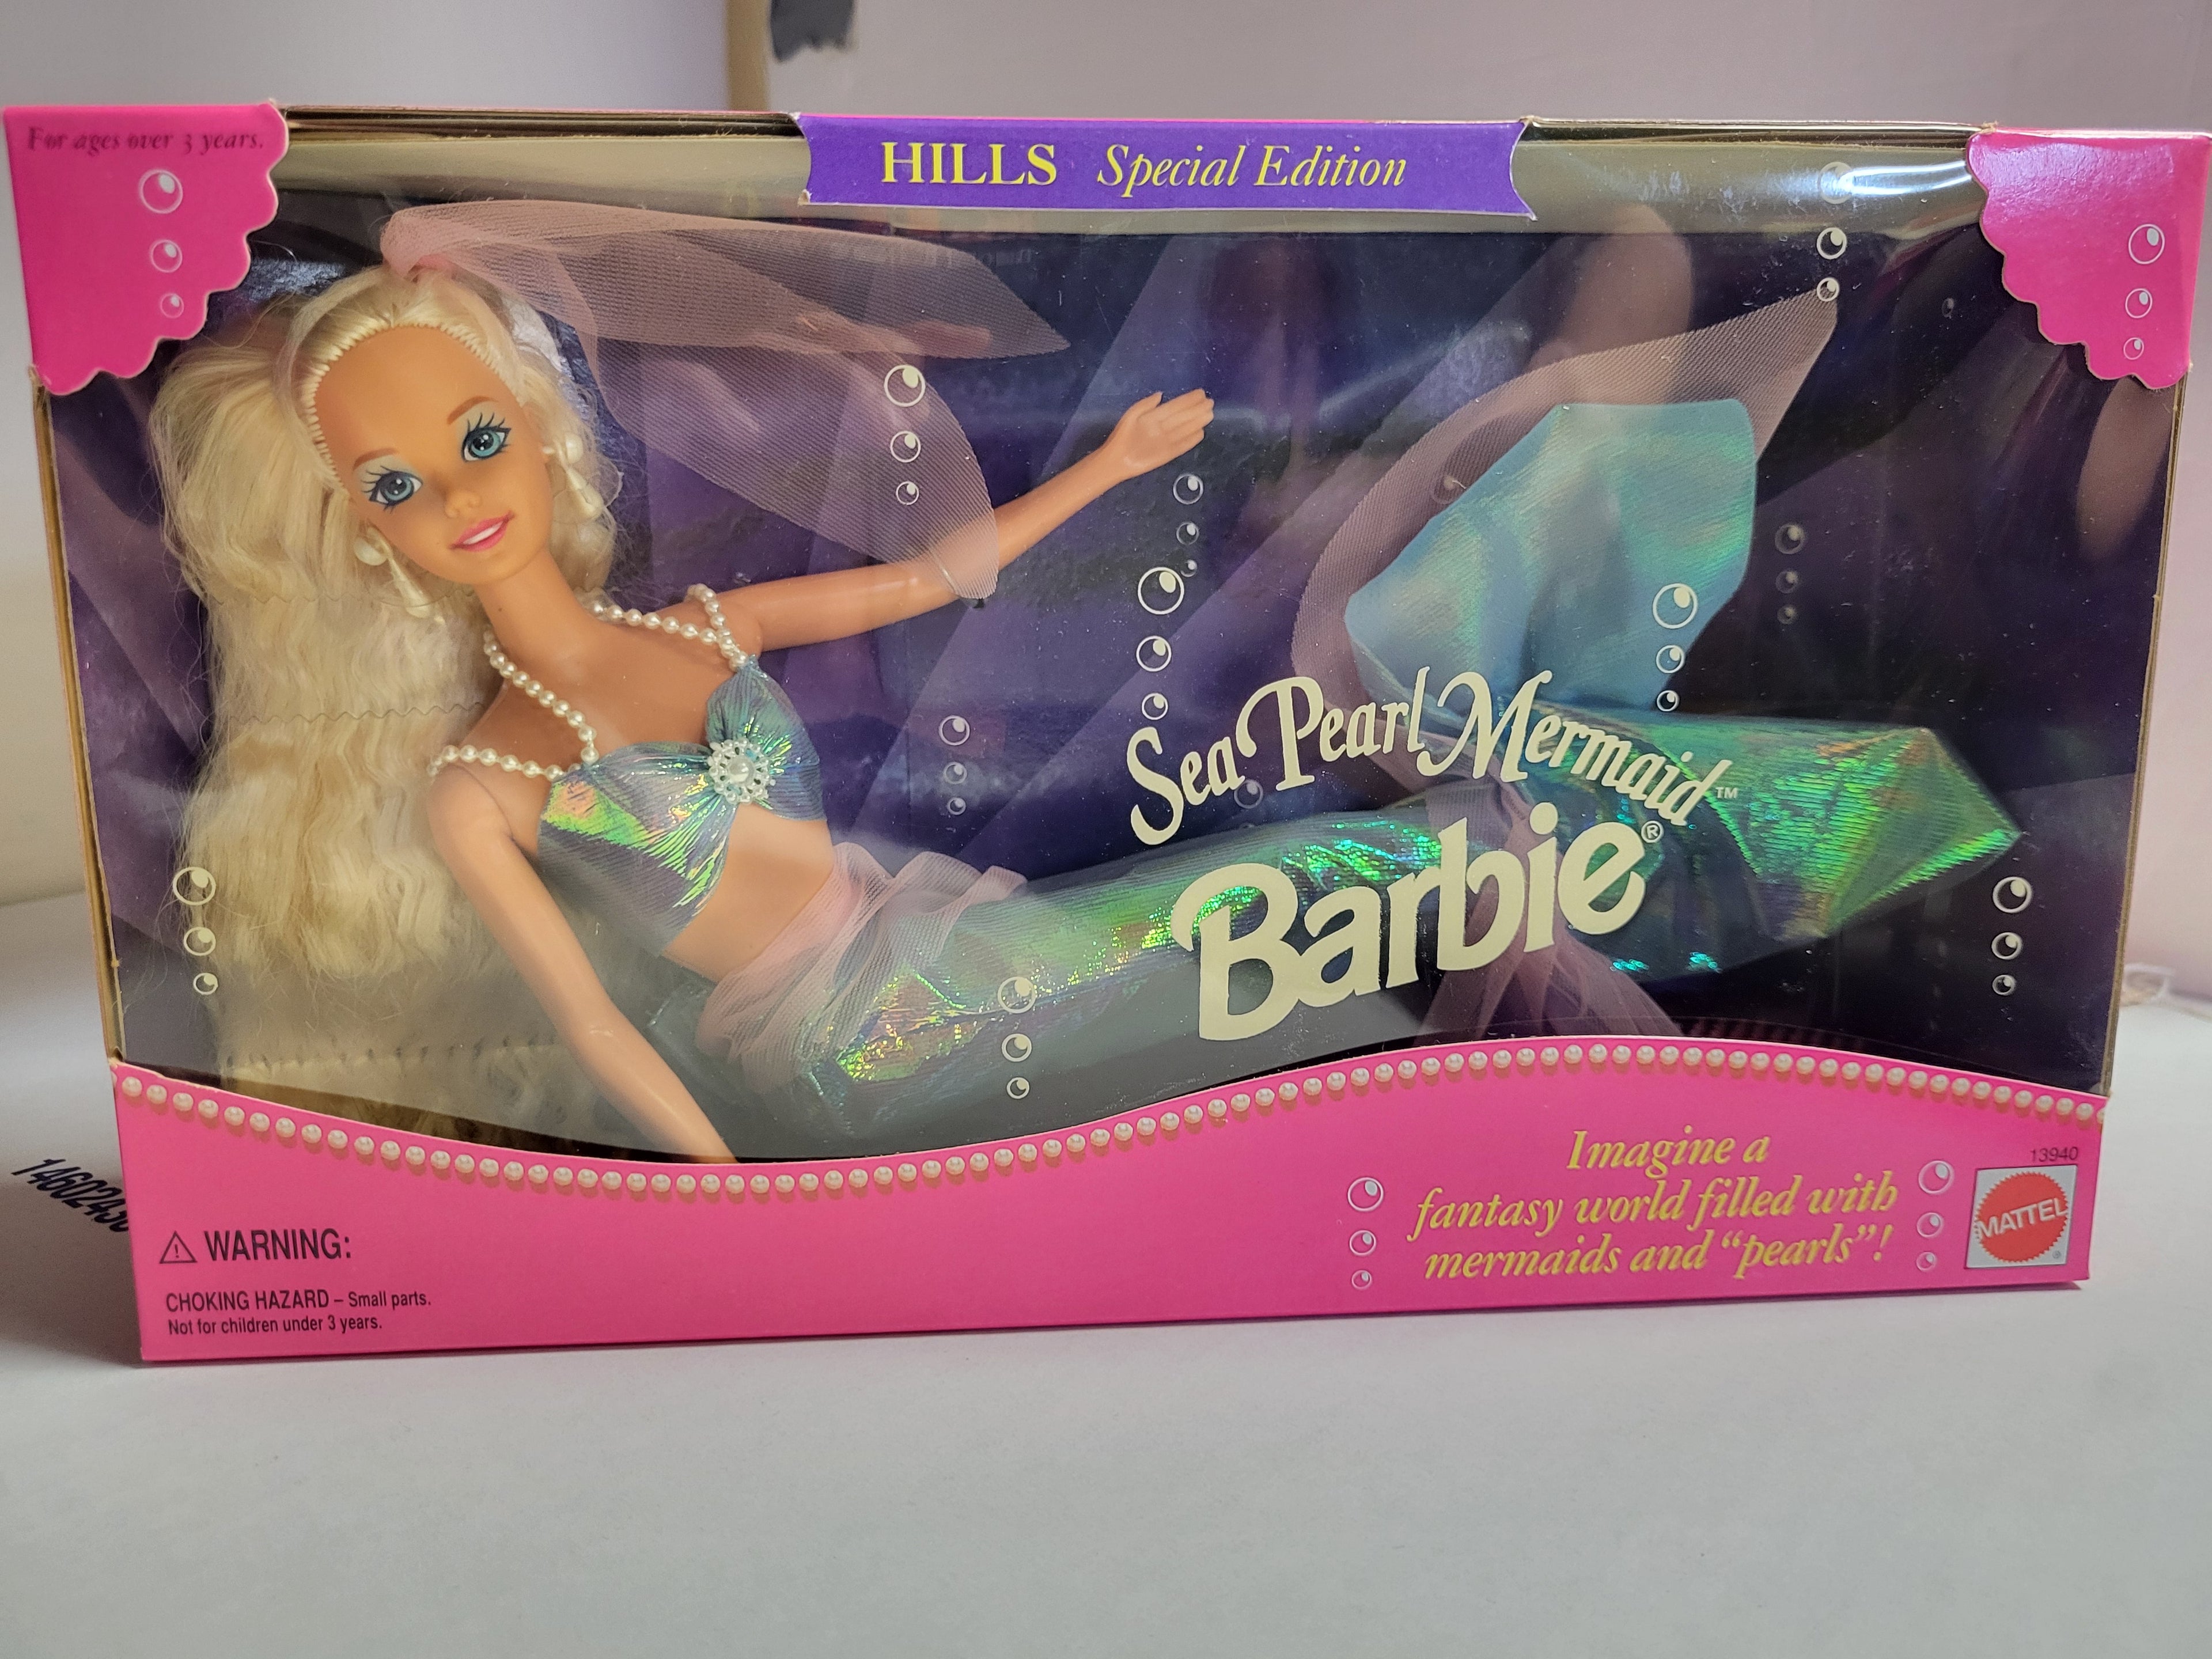 For ages over 3 years.
HILLS Special Edition
Sea Pearl Mermaid™
Barbie®
Imagine a
fantasy world filled with
mermaids and “pearls”!
13940
MATTEL
®
⚠ WARNING:
CHOKING HAZARD – Small parts.
Not for children under 3 years.